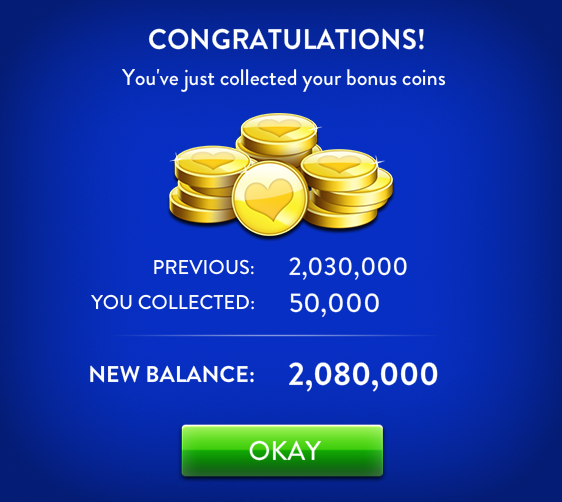 CONGRATULATIONS!
You've just collected your bonus coins
PREVIOUS: 2,030,000
YOU COLLECTED: 50,000
NEW BALANCE: 2,080,000
OKAY